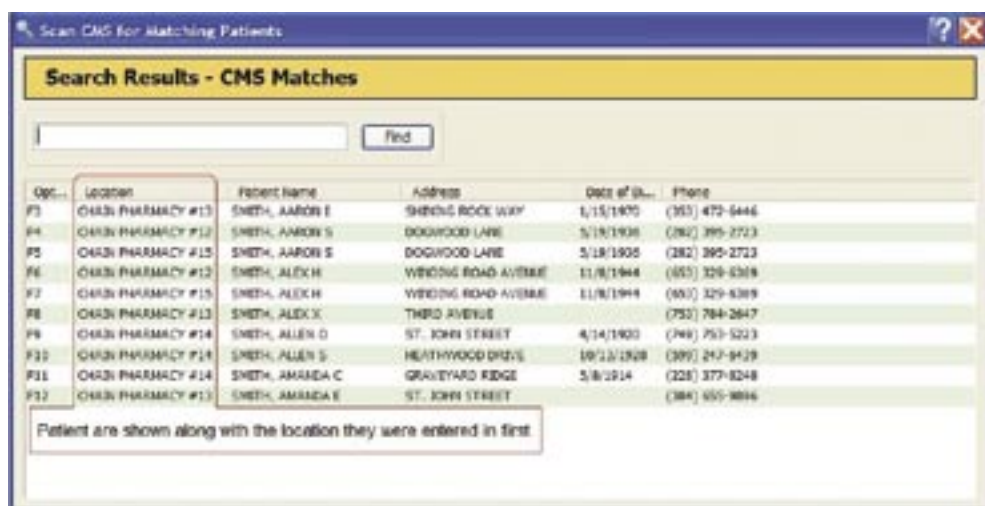 Scan CMS for Matching Patients
Search Results - CMS Matches
Find
Opt... Location Patient Name Address Date of Bi... Phone
F3 CHAIN PHARMACY #13 SMITH, AARON E SHINING ROCK WAY 1/15/1970 (353) 472-6446
F4 CHAIN PHARMACY #12 SMITH, AARON S DOGWOOD LANE 5/19/1936 (282) 395-2723
F5 CHAIN PHARMACY #15 SMITH, AARON S DOGWOOD LANE 5/19/1936 (282) 395-2723
F6 CHAIN PHARMACY #12 SMITH, ALEX H WINDING ROAD AVENUE 11/8/1944 (653) 329-6309
F7 CHAIN PHARMACY #15 SMITH, ALEX H WINDING ROAD AVENUE 11/8/1944 (653) 329-6309
F8 CHAIN PHARMACY #13 SMITH, ALEX X THIRD AVENUE (753) 784-2647
F9 CHAIN PHARMACY #14 SMITH, ALLEN D ST. JOHN STREET 4/14/1920 (749) 753-5223
F10 CHAIN PHARMACY #14 SMITH, ALLEN S HEATHWOOD DRIVE 10/13/1928
F11 CHAIN PHARMACY #14 SMITH, AMANDA C GRAVEYARD RIDGE 5/8/1914 (228) 377-8248
F12 CHAIN PHARMACY #13 SMITH, AMANDA E ST. JOHN STREET
Patient are shown along with the location they were entered in first